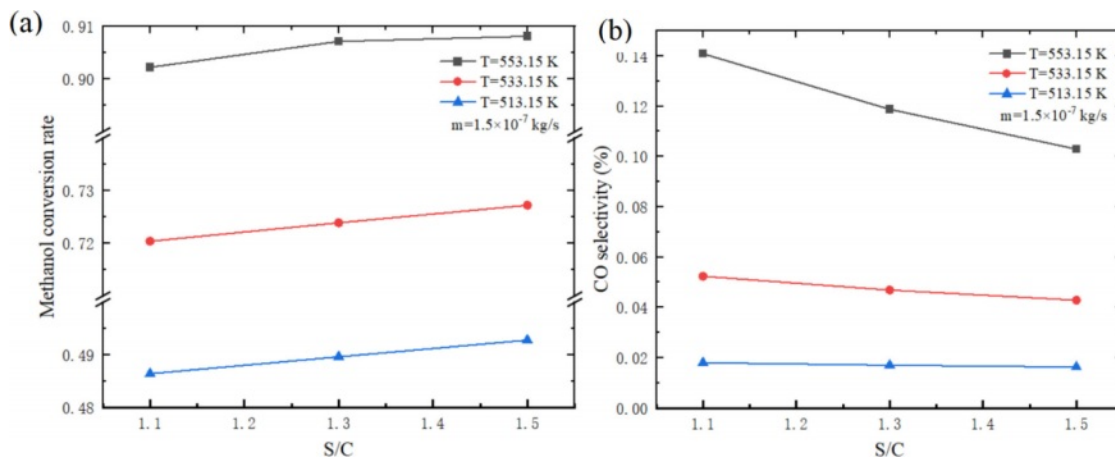 (a)
Methanol conversion rate
0.91
0.90
0.73
0.72
0.49
0.48
T=553.15 K
T=533.15 K
T=513.15 K
m=1.5×10⁻⁷ kg/s
1.1 1.2 1.3 1.4 1.5
S/C
(b)
CO selectivity (%)
0.14
0.12
0.10
0.08
0.06
0.04
0.02
0.00
T=553.15 K
T=533.15 K
T=513.15 K
m=1.5×10⁻⁷ kg/s
1.1 1.2 1.3 1.4 1.5
S/C